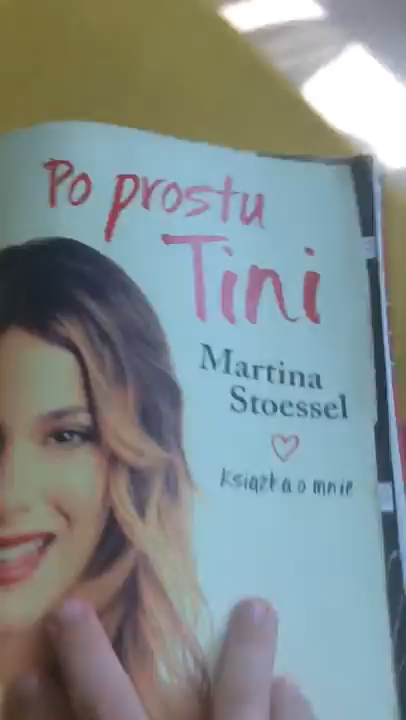 Po prostu
Tini
Martina
Stoessel
książka o mnie